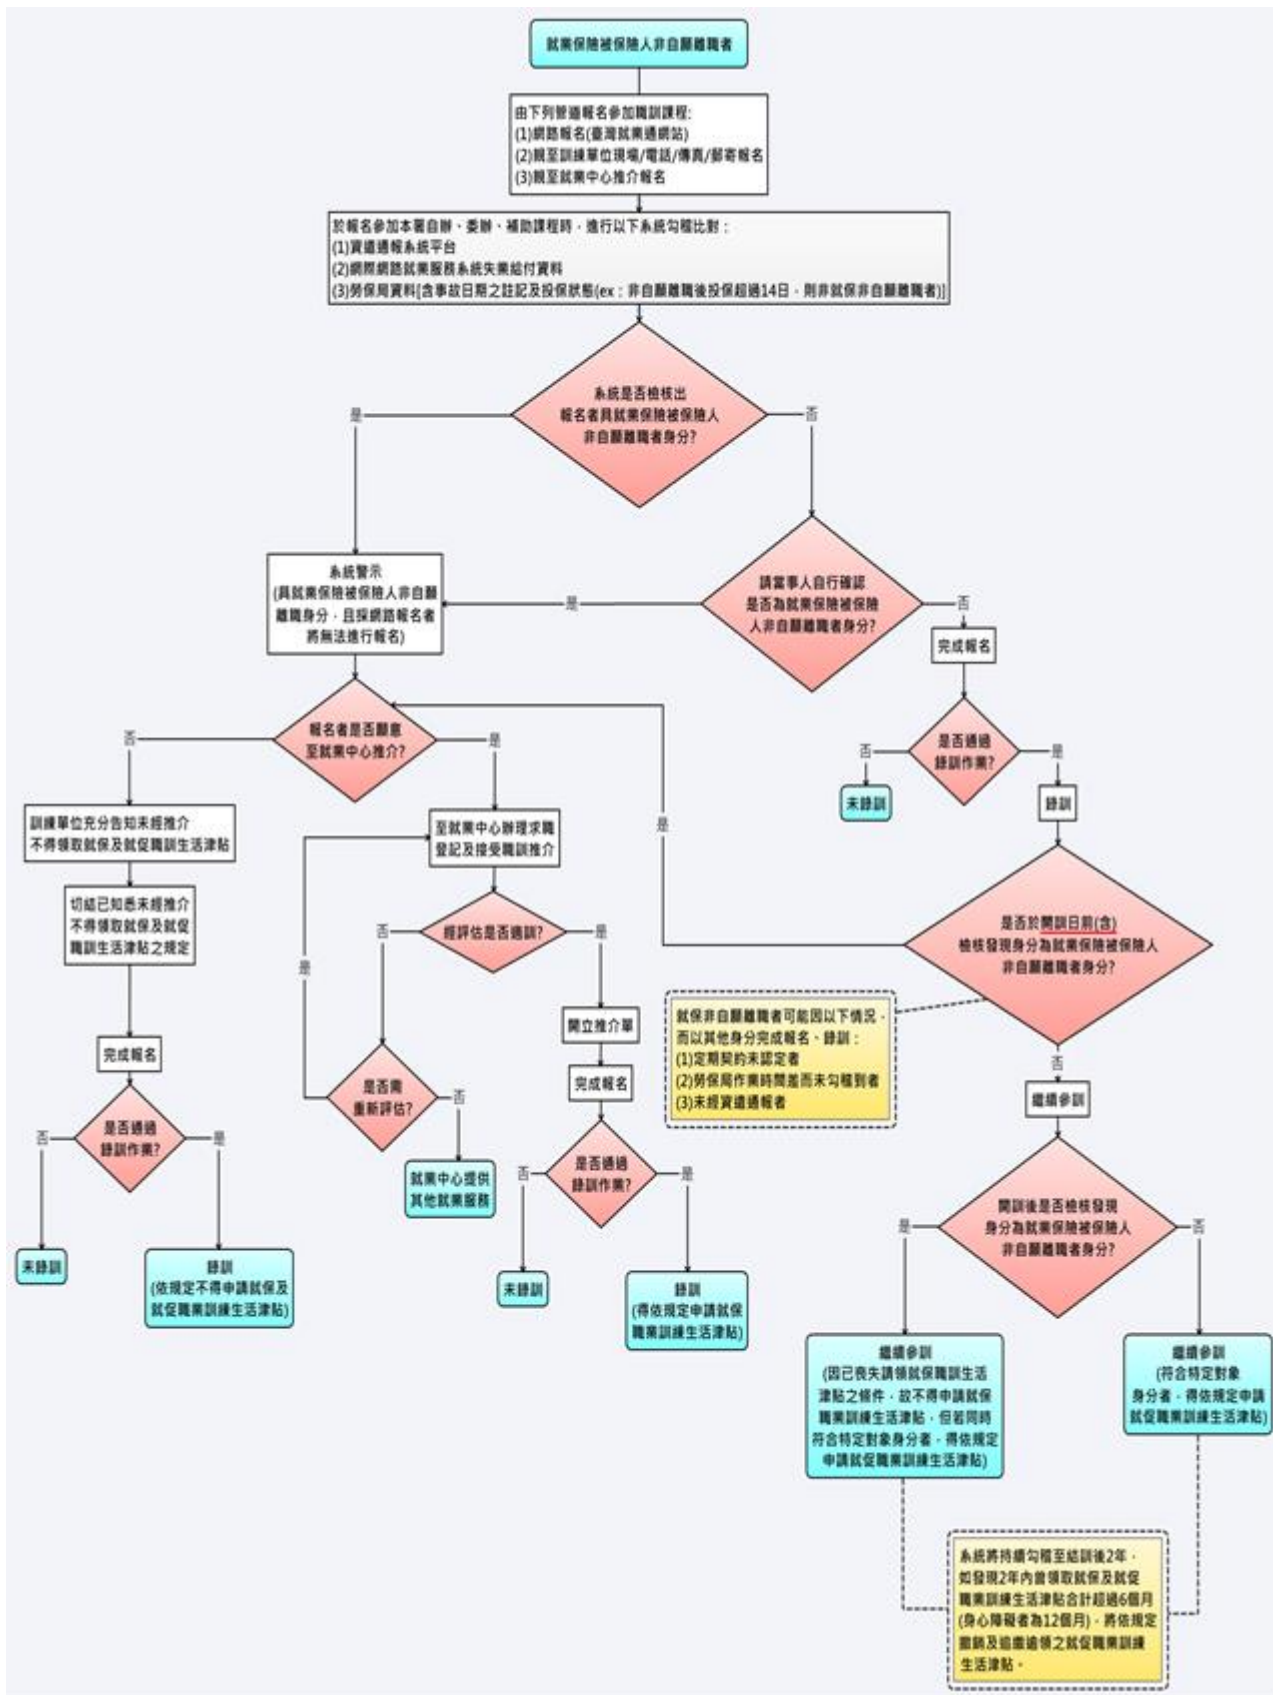 就業保險被保險人非自願離職者
由下列管道報名參加職訓課程:
(1)網路報名(臺灣就業通網站)
(2)親至訓練單位現場/電話/傳真/郵寄報名
(3)親至就業中心推介報名
於報名參加本署自辦、委辦、補助課程時，進行以下系統勾稽比對：
(1)資遣通報系統平台
(2)網際網路就業服務系統失業給付資料
(3)勞保局資料[含事故日期之註記及投保狀態(ex：非自願離職後投保超過14日，則非就保非自願離職者)]
系統是否檢核出
報名者具就業保險被保險人
非自願離職者身分?
是
否
系統警示
(具就業保險被保險人非自願
離職身分，且採網路報名者
將無法進行報名)
是
請當事人自行確認
是否為就業保險被保險
人非自願離職者身分?
否
完成報名
報名者是否願意
至就業中心推介?
否
是
是否通過
錄訓作業?
否
是
未錄訓
錄訓
訓練單位充分告知未經推介
不得領取就保及就促職訓生活津貼
至就業中心辦理求職
登記及接受職訓推介
是
切結已知悉未經推介
不得領取就保及就促
職訓生活津貼之規定
經評估是否適訓?
否
是
是否於開訓日前(含)
檢核發現身分為就業保險被保險人
非自願離職者身分?
是
開立推介單
就保非自願離職者可能因以下情況，
而以其他身分完成報名、錄訓：
(1)定期契約未認定者
(2)勞保局作業時間差而未勾稽到者
(3)未經資遣通報者
完成報名
是否需
重新評估?
否
完成報名
否
繼續參訓
是否通過
錄訓作業?
否
是
就業中心提供
其他就業服務
是否通過
錄訓作業?
否
是
開訓後是否檢核發現
身分為就業保險被保險人
非自願離職者身分?
是
否
未錄訓
錄訓
(依規定不得申請就保及
就促職業訓練生活津貼)
未錄訓
錄訓
(得依規定申請就保
職業訓練生活津貼)
繼續參訓
(因已喪失請領就保職訓生活
津貼之條件，故不得申請就保
職業訓練生活津貼，但若同時
符合特定對象身分者，得依規定
申請就促職業訓練生活津貼)
繼續參訓
(符合特定對象
身分者，得依規定申請
就促職業訓練生活津貼)
系統將持續勾稽至結訓後2年，
如發現2年內曾領取就保及就促
職業訓練生活津貼合計超過6個月
(身心障礙者為12個月)，將依規定
撤銷及追繳逾領之就促職業訓練
生活津貼。